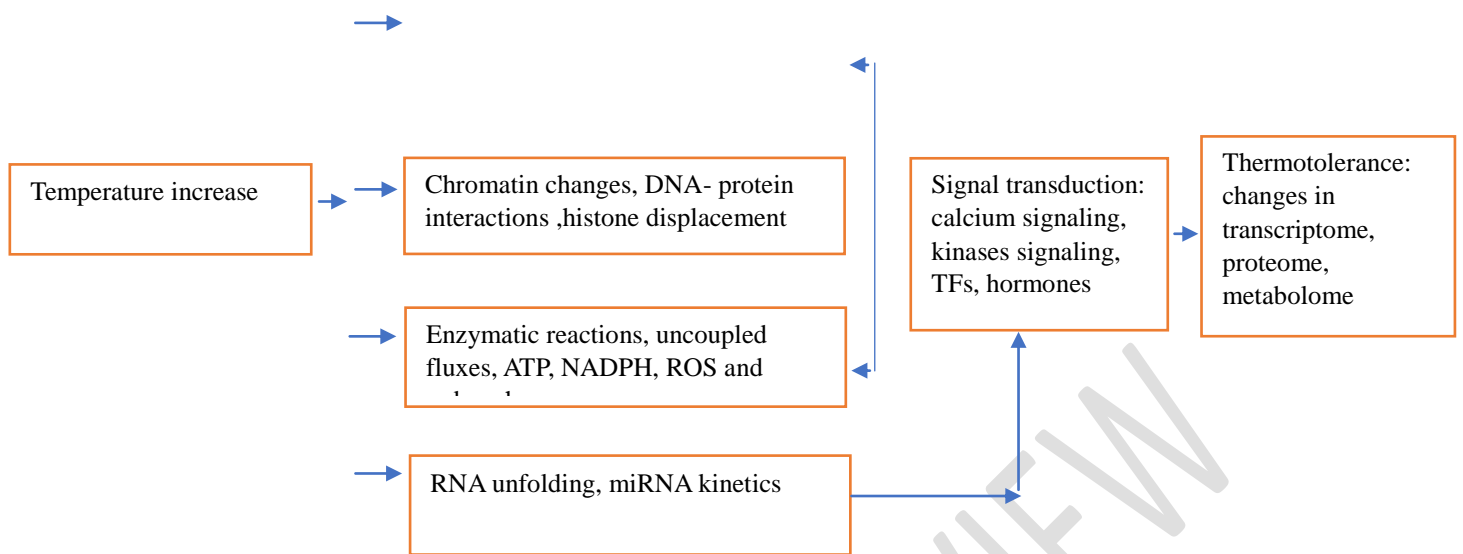 Temperature increase
Chromatin changes, DNA- protein
interactions ,histone displacement
Enzymatic reactions, uncoupled
fluxes, ATP, NADPH, ROS and
RNA unfolding, miRNA kinetics
Signal transduction:
calcium signaling,
kinases signaling,
TFs, hormones
Thermotolerance:
changes in
transcriptome,
proteome,
metabolome